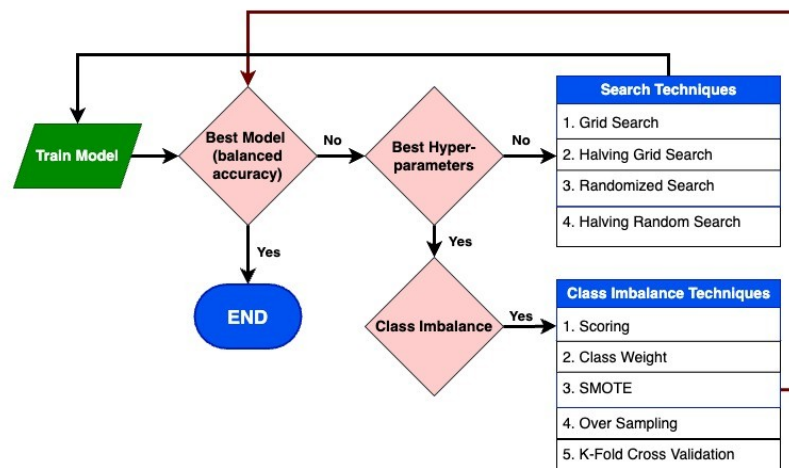 Train Model
Best Model
(balanced
accuracy)
No
Best Hyper-
parameters
No
Search Techniques
1. Grid Search
2. Halving Grid Search
3. Randomized Search
4. Halving Random Search
Yes
END
Yes
Class Imbalance
Yes
Class Imbalance Techniques
1. Scoring
2. Class Weight
3. SMOTE
4. Over Sampling
5. K-Fold Cross Validation